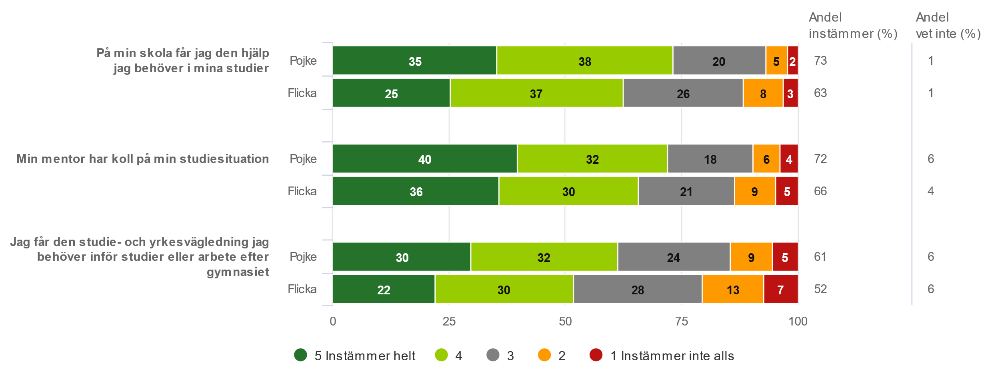 Andel
instämmer (%)
Andel
vet inte (%)
På min skola får jag den hjälp
jag behöver i mina studier
Pojke
35
38
20
5
2
73
1
Flicka
25
37
26
8
3
63
1
Min mentor har koll på min studiesituation
Pojke
40
32
18
6
4
72
6
Flicka
36
30
21
9
5
66
4
Jag får den studie- och yrkesvägledning jag
behöver inför studier eller arbete efter
gymnasiet
Pojke
30
32
24
9
5
61
6
Flicka
22
30
28
13
7
52
6
0
25
50
75
100
5 Instämmer helt
4
3
2
1 Instämmer inte alls